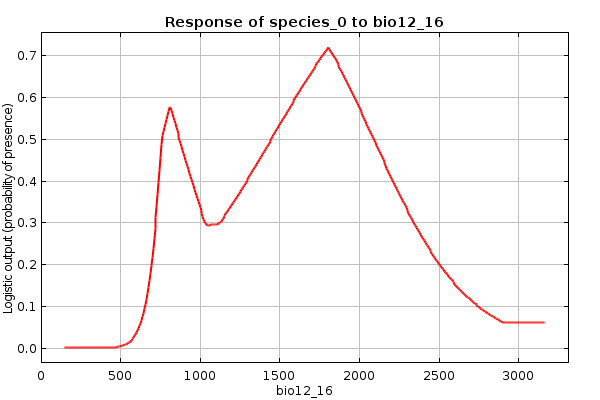 Response of species_0 to bio12_16
Logistic output (probability of presence)
0.7
0.6
0.5
0.4
0.3
0.2
0.1
0.0
0 500 1000 1500 2000 2500 3000
bio12_16